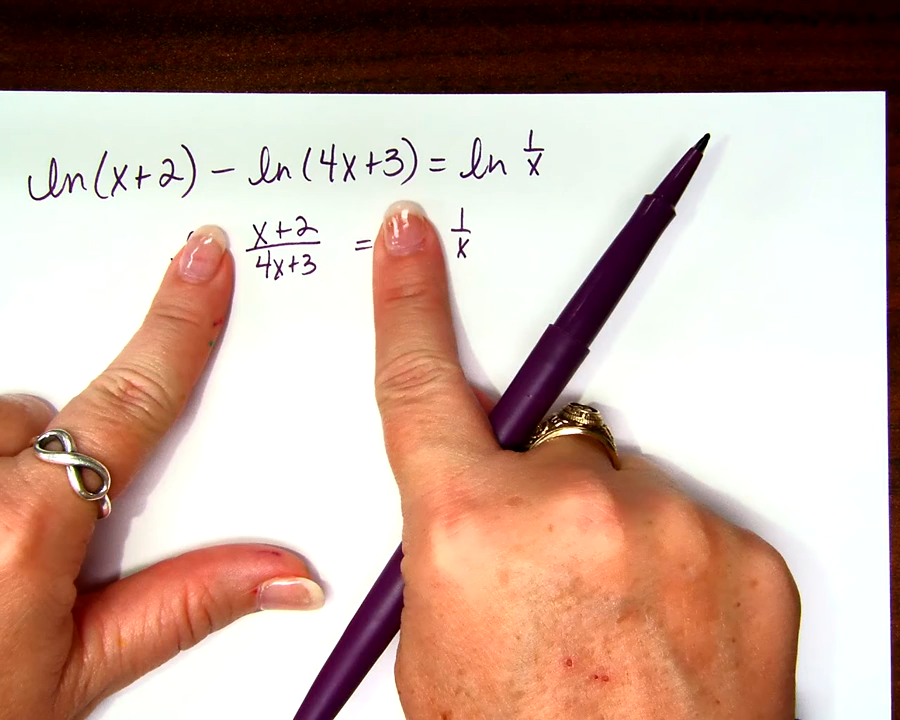 ln(x+2) - ln(4x+3) = ln 1/x
x+2/4x+3 = 1/x